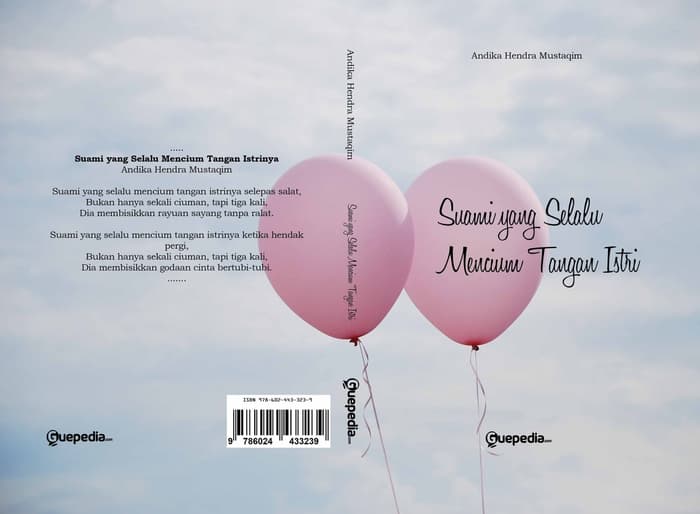 .....
Suami yang Selalu Mencium Tangan Istrinya
Andika Hendra Mustaqim
Suami yang selalu mencium tangan istrinya selepas salat,
Bukan hanya sekali ciuman, tapi tiga kali,
Dia membisikkan rayuan sayang tanpa ralat.
Suami yang selalu mencium tangan istrinya ketika hendak
pergi,
Bukan hanya sekali ciuman, tapi tiga kali,
Dia membisikkan godaan cinta bertubi-tubi.
.......
Guepedia.com
ISBN 978-602-443-323-9
9 786024 433239
Andika Hendra Mustaqim
Suami yang Selalu Mencium Tangan Istri
Guepedia.com
Andika Hendra Mustaqim
Suami yang Selalu
Mencium Tangan Istri
Guepedia.com